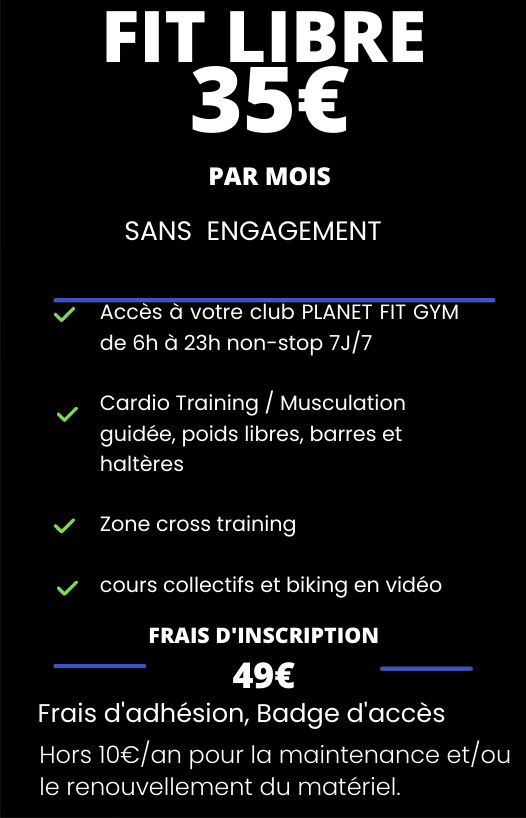 FIT LIBRE
35€
PAR MOIS
SANS ENGAGEMENT
Accès à votre club PLANET FIT GYM
de 6h à 23h non-stop 7J/7
Cardio Training / Musculation
guidée, poids libres, barres et
haltères
Zone cross training
cours collectifs et biking en vidéo
FRAIS D'INSCRIPTION
49€
Frais d'adhésion, Badge d'accès
Hors 10€/an pour la maintenance et/ou
le renouvellement du matériel.